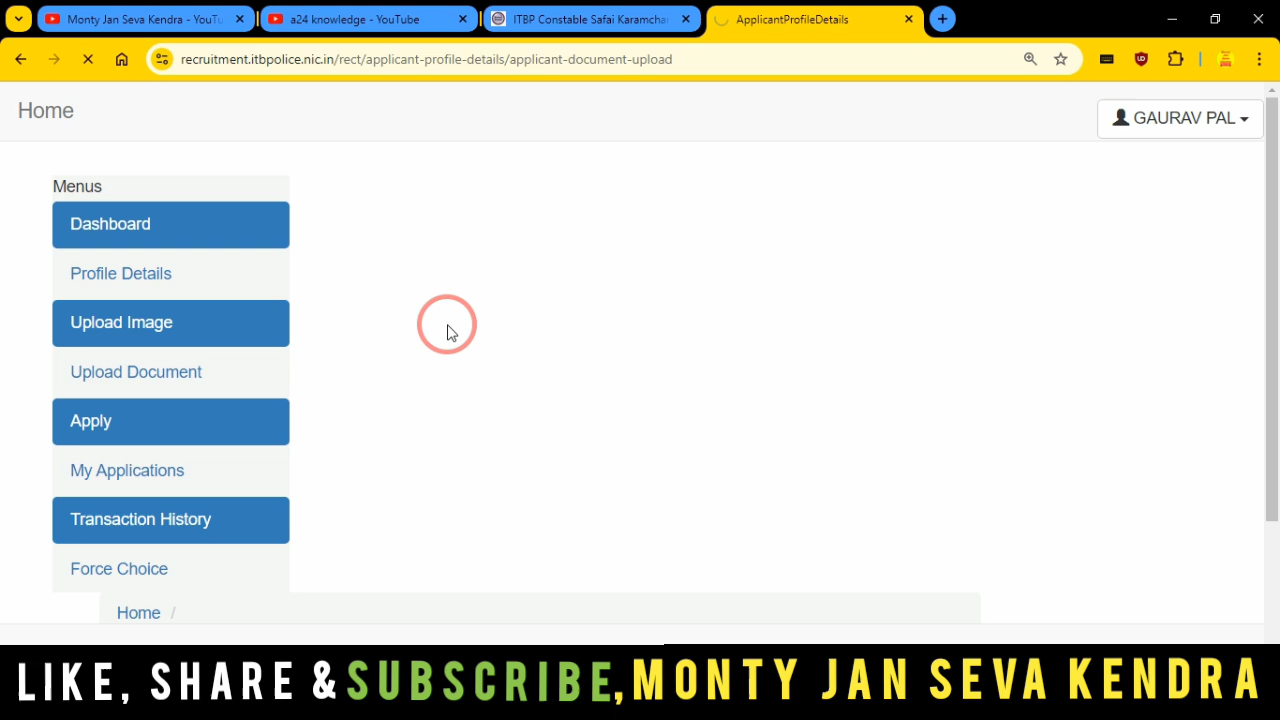 Monty Jan Seva Kendra - YouTu
a24 knowledge - YouTube
ITBP Constable Safai Karamchar
ApplicantProfileDetails
recruitment.itbpolice.nic.in/rect/applicant-profile-details/applicant-document-upload
Home
GAURAV PAL
Menus
Dashboard
Profile Details
Upload Image
Upload Document
Apply
My Applications
Transaction History
Force Choice
Home /
LIKE, SHARE & SUBSCRIBE, MONTY JAN SEVA KENDRA